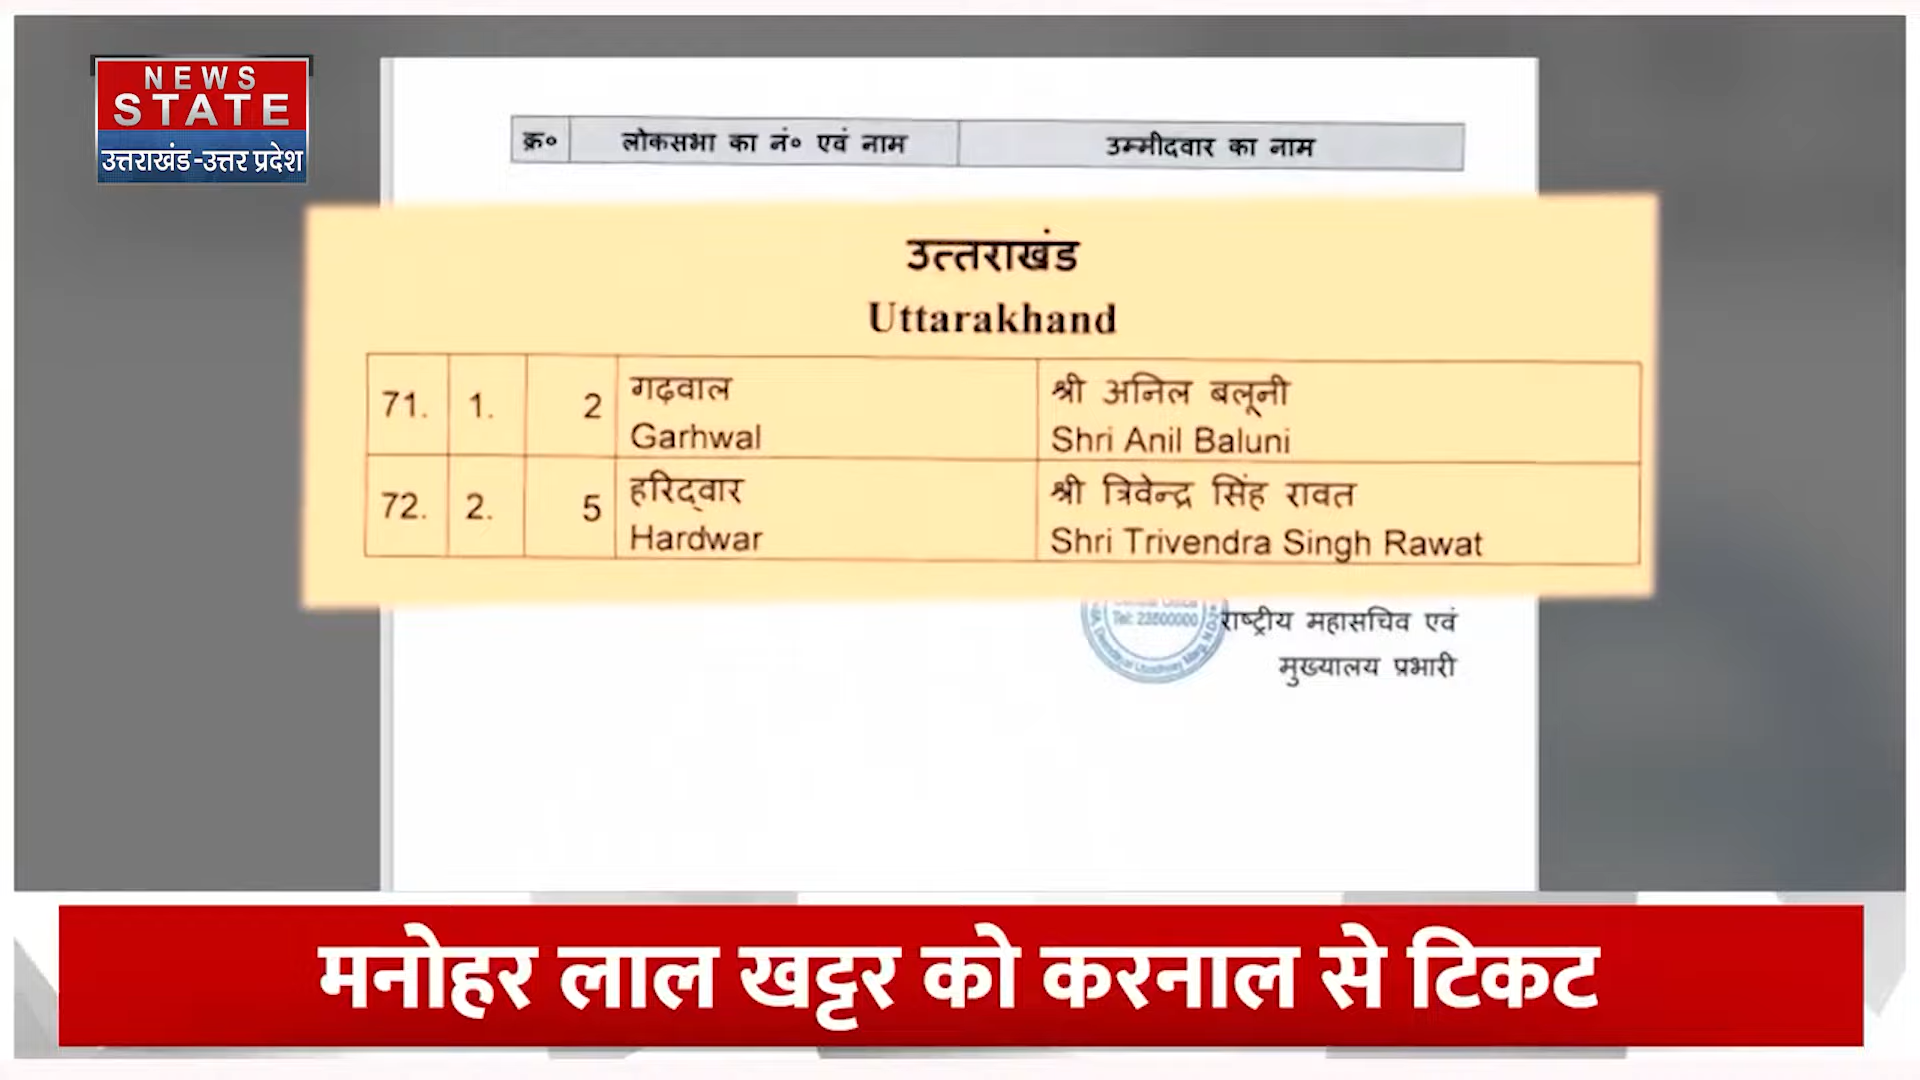 NEWS
STATE
उत्तराखंड-उत्तर प्रदेश
क्र० लोकसभा का नं० एवं नाम उम्मीदवार का नाम
उत्तराखंड
Uttarakhand
71. 1. 2 गढ़वाल श्री अनिल बलूनी
Garhwal Shri Anil Baluni
72. 2. 5 हरिद्वार श्री त्रिवेन्द्र सिंह रावत
Hardwar Shri Trivendra Singh Rawat
Tel: 23500000
राष्ट्रीय महासचिव एवं
मुख्यालय प्रभारी
मनोहर लाल खट्टर को करनाल से टिकट